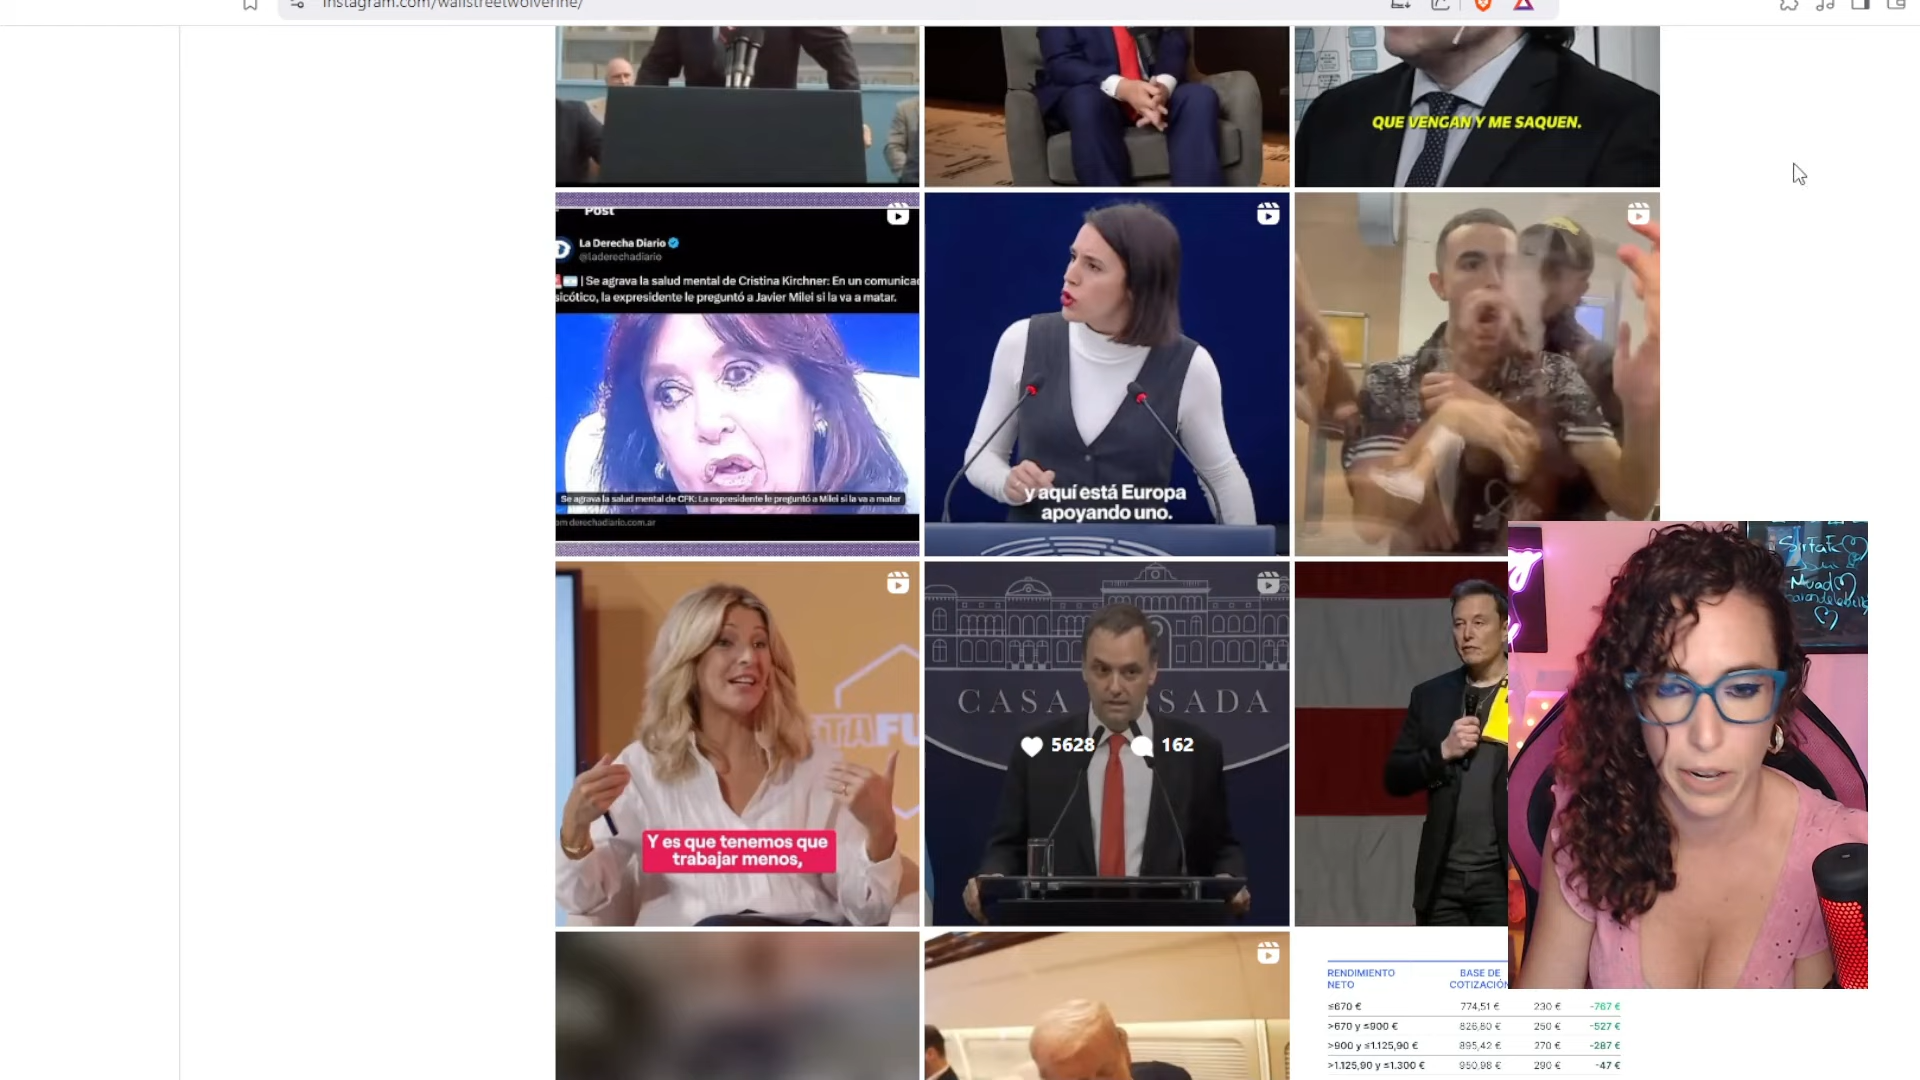 instagram.com/wallstreetwolverine/
QUE VENGAN Y ME SAQUEN.
Post
La Derecha Diario
@laderechadiario
| Se agrava la salud mental de Cristina Kirchner: En un comunica
sicótico, la expresidente le preguntó a Javier Milei si la va a matar.
Se agrava la salud mental de CFK: La expresidente le preguntó a Milei si la va a matar
om derechadiario.com.ar
y aquí está Europa
apoyando uno.
CASA SADA
5628 162
Y es que tenemos que
trabajar menos,
RENDIMIENTO
NETO
BASE DE
COTIZACIÓN
≤670 € 774,51 € 230 € -767 €
>670 y ≤900 € 826,80 € 250 € -527 €
>900 y ≤1.125,90 € 895,42 € 270 € -287 €
>1.125,90 y ≤1.300 € 950,98 € 290 € -47 €